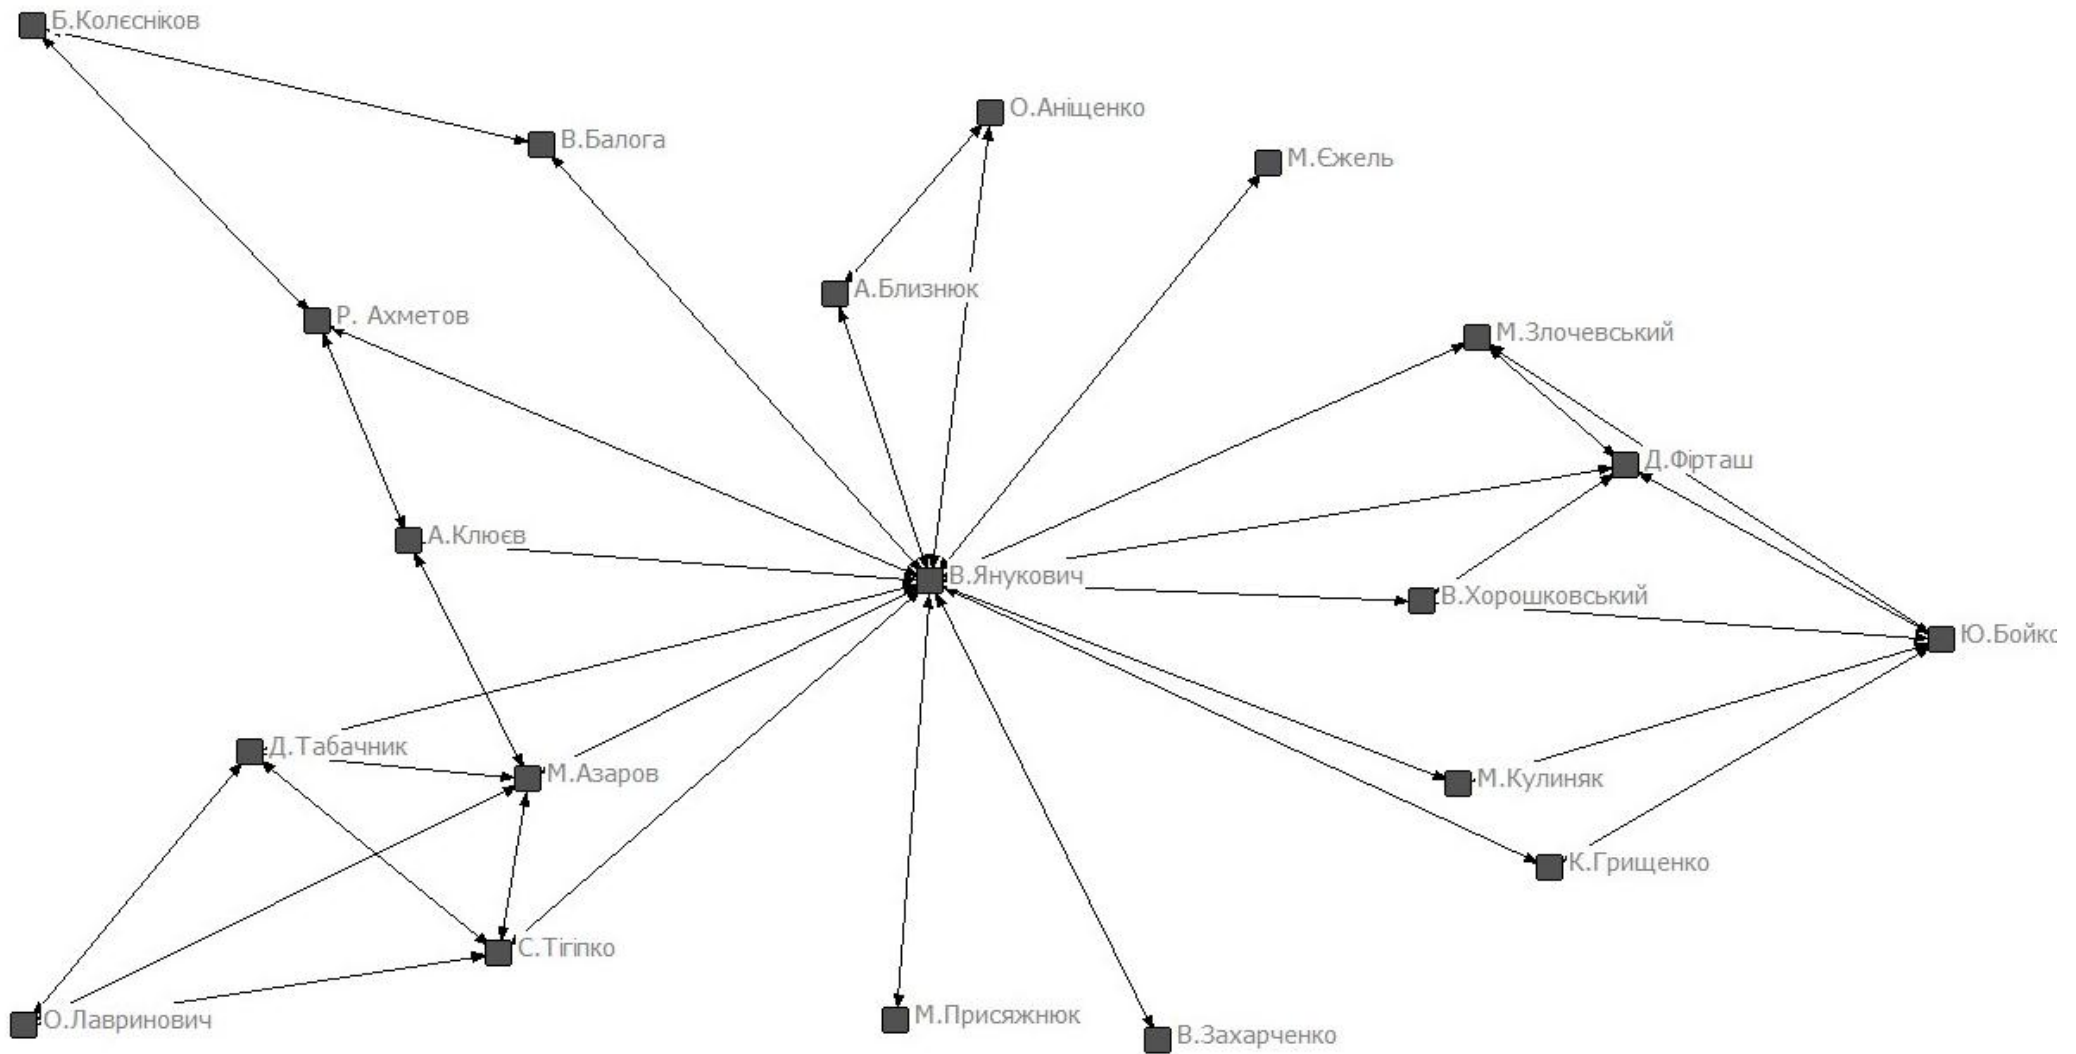 Б.Колєсніков
О.Аніщенко
В.Балога
М.Єжель
А.Близнюк
Р. Ахметов
М.Злочевський
Д.Фірташ
А.Клюєв
В.Янукович
В.Хорошковський
Ю.Бойко
Д.Табачник
М.Азаров
М.Кулиняк
К.Грищенко
С.Тігіпко
М.Присяжнюк
О.Лавринович
В.Захарченко